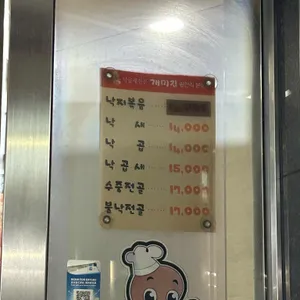 개미집
낙지볶음
낙 새 14,000
낙 곱 14,000
낙곱새 15,000
수중전골 17,000
불낙전골 17,000